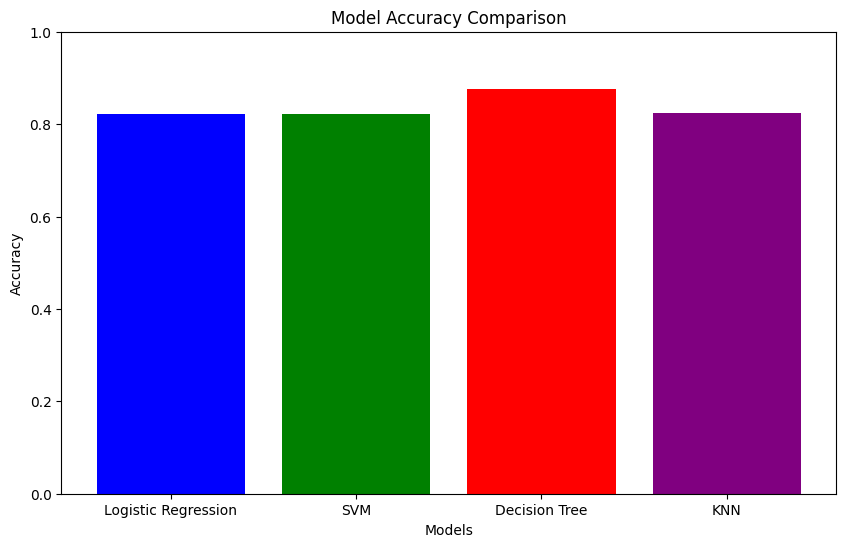 Model Accuracy Comparison
1.0
0.8
0.6
0.4
0.2
0.0
Accuracy
Logistic Regression
SVM
Decision Tree
KNN
Models